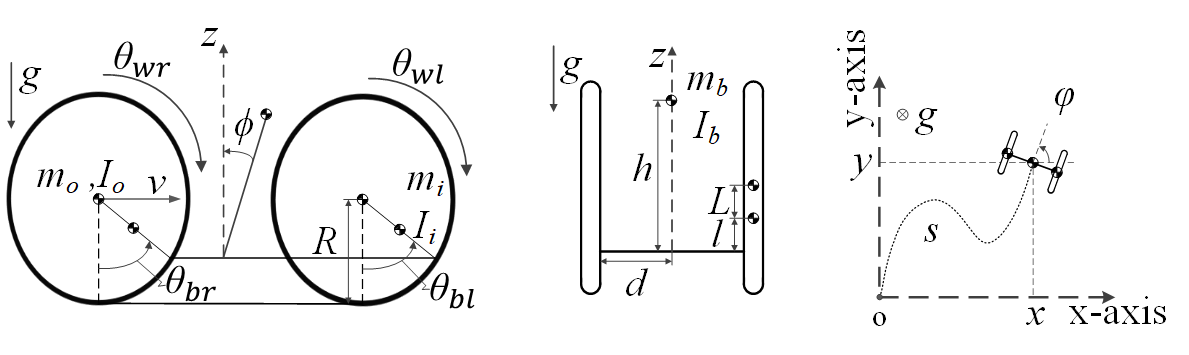 g
θwr
z
θwl
ϕ
mo ,Io
v
mi
R
Ii
θbr
θbl
g
z
mb
Ib
h
L
l
d
y-axis
g
φ
y
s
o
x
x-axis